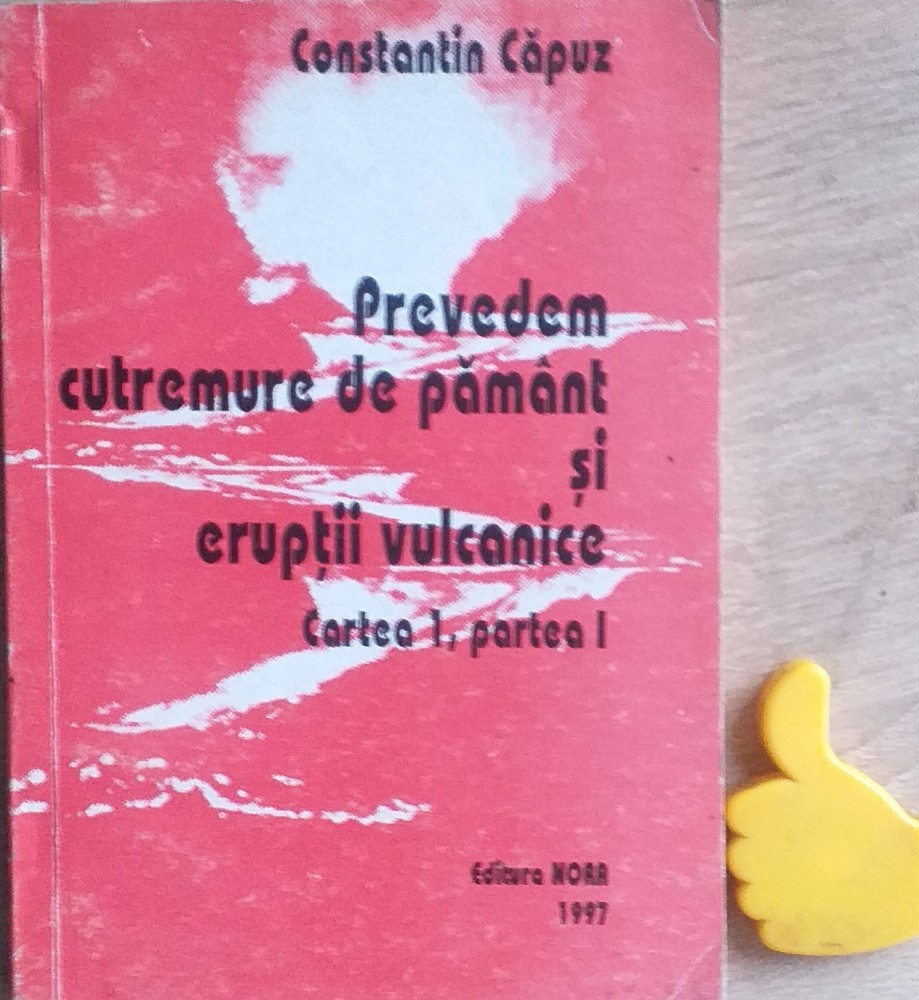 Constantin Căpuz
Prevedem
cutremure de pământ
și
erupții vulcanice
Cartea 1, partea I
Editura NORA
1997